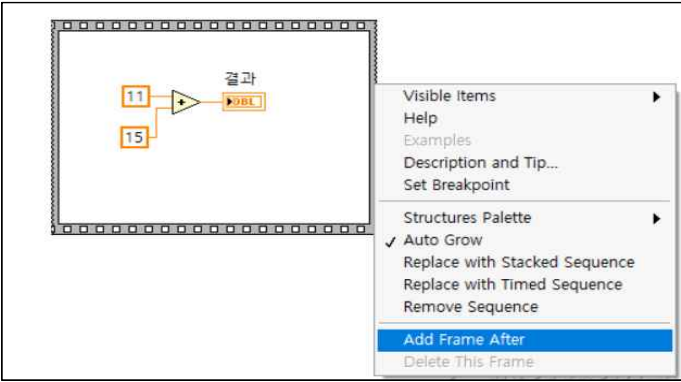 결과
11
+
DBL
15
Visible Items
Help
Examples
Description and Tip...
Set Breakpoint
Structures Palette
Auto Grow
Replace with Stacked Sequence
Replace with Timed Sequence
Remove Sequence
Add Frame After
Delete This Frame